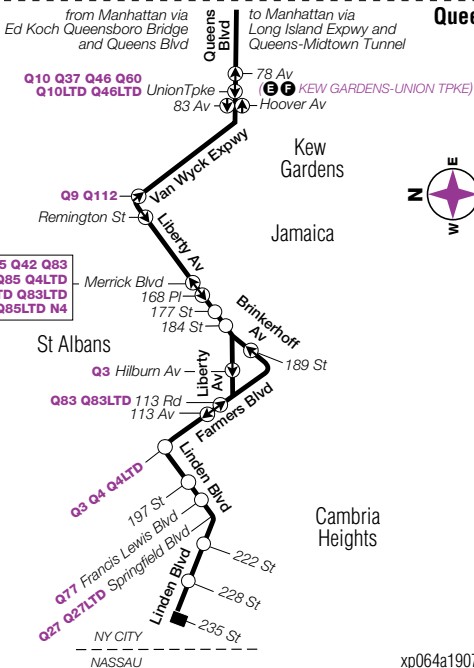 from Manhattan via
Ed Koch Queensboro Bridge
and Queens Blvd
Queens
Blvd
to Manhattan via
Long Island Expwy and
Queens-Midtown Tunnel
Quee
78 Av
Q10 Q37 Q46 Q60
Q10LTD Q46LTD UnionTpke
(E F KEW GARDENS-UNION TPKE)
83 Av
Hoover Av
Kew
Gardens
Van Wyck Expwy
N
E
W
Q9 Q112
Remington St
Liberty Av
Jamaica
5 Q42 Q83
Q85 Q4LTD
TD Q83LTD
Q85LTD N4
Merrick Blvd
168 Pl
177 St
184 St
Brinkerhoff
Av
St Albans
189 St
Q3 Hilburn Av
Liberty
Av
Q83 Q83LTD 113 Rd
113 Av
Farmers Blvd
Q3 Q4 Q4LTD
Linden Blvd
197 St
Q77 Francis Lewis Blvd
Q27 Q27LTD Springfield Blvd
Cambria
Heights
222 St
228 St
Linden Blvd
235 St
NY CITY
NASSAU
xp064a1907